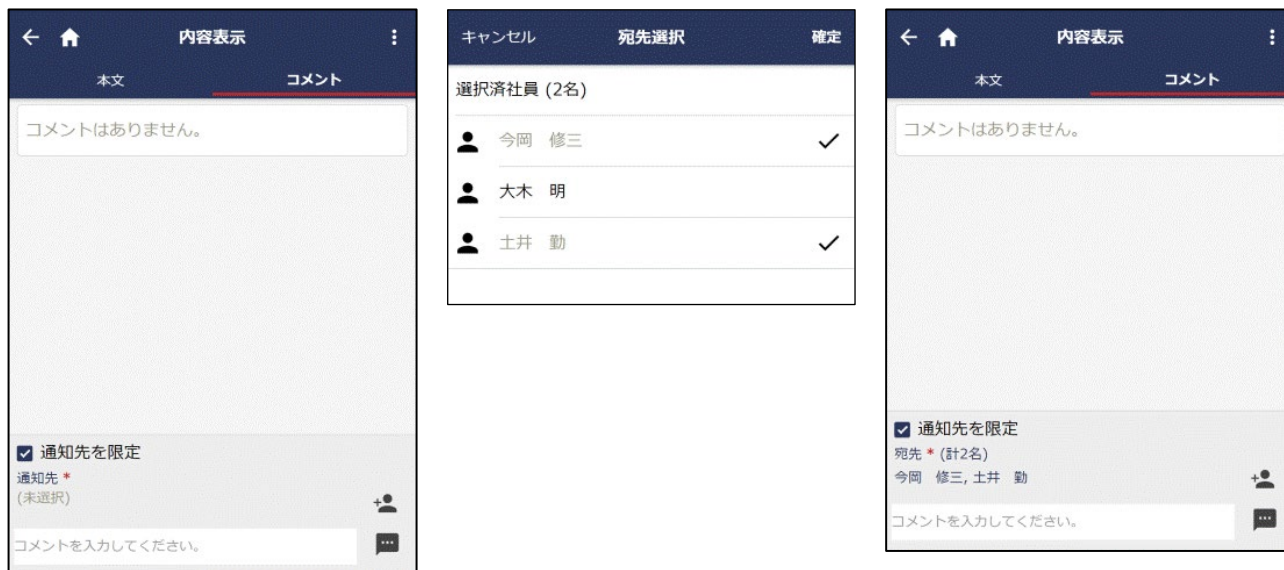 内容表示
本文 コメント
コメントはありません。
通知先を限定
通知先 *
(未選択)
コメントを入力してください。
キャンセル 宛先選択 確定
選択済社員 (2名)
今岡　修三
大木　明
土井　勤
内容表示
本文 コメント
コメントはありません。
通知先を限定
宛先 * (計2名)
今岡　修三, 土井　勤
コメントを入力してください。